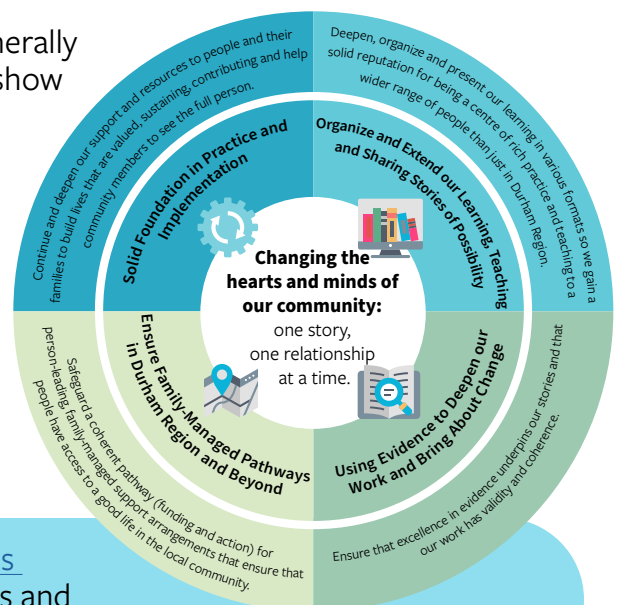 nerally
show
Continue and deepen our support and resources to people and their
families to build lives that are valued, sustaining, contributing and help
community members to see the full person.
Solid Foundation in Practice and
Implementation
Deepen, organize and present our learning in various formats so we gain a
solid reputation for being a centre of rich practice and teaching to a
wider range of people than just in Durham Region.
Organize and Extend our Learning, Teaching
and Sharing Stories of Possibility
Changing the
hearts and minds of
our community:
one story,
one relationship
at a time.
Ensure Family-Managed Pathways
in Durham Region and Beyond
Safeguard a coherent pathway (funding and action) for
person-leading, family-managed support arrangements that ensure that
people have access to a good life in the local community.
Using Evidence to Deepen our
Work and Bring About Change
Ensure that excellence in evidence underpins our stories and that
our work has validity and coherence.
s
s and